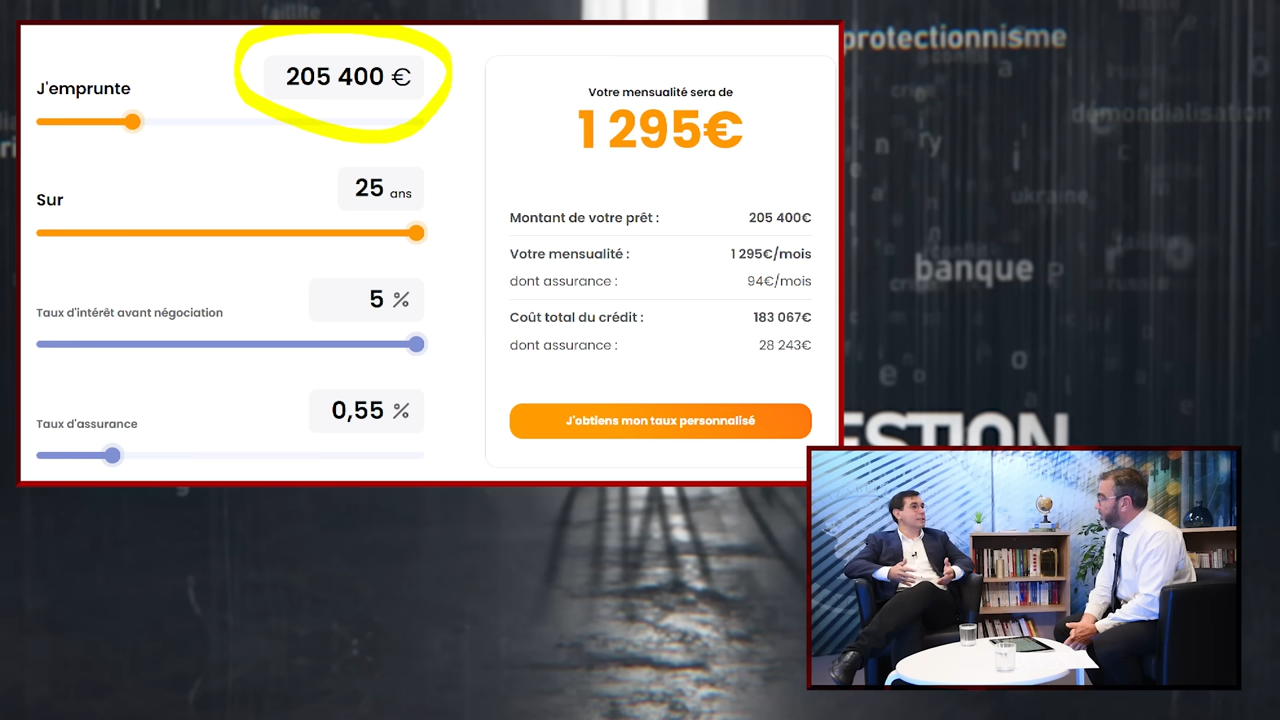 J'emprunte
205 400 €
Sur
25 ans
Taux d'intérêt avant négociation
5 %
Taux d'assurance
0,55 %
Votre mensualité sera de
1 295€
Montant de votre prêt : 205 400€
Votre mensualité : 1 295€/mois
dont assurance : 94€/mois
Coût total du crédit : 183 067€
dont assurance : 28 243€
J'obtiens mon taux personnalisé
faillite
protectionnisme
démondialisation
ukraine
banque